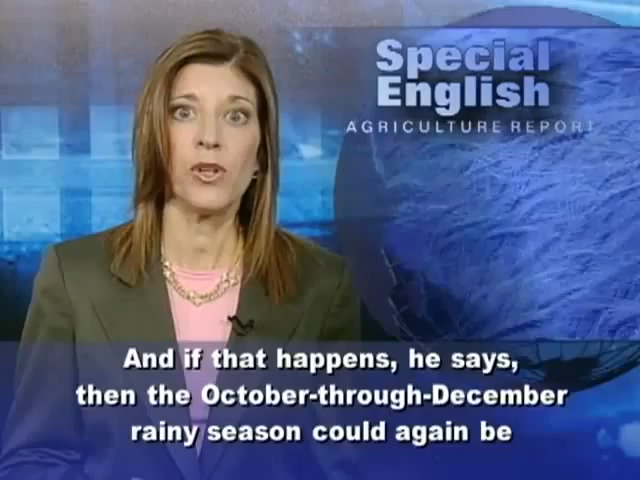 Special
English
AGRICULTURE REPORT
And if that happens, he says,
then the October-through-December
rainy season could again be